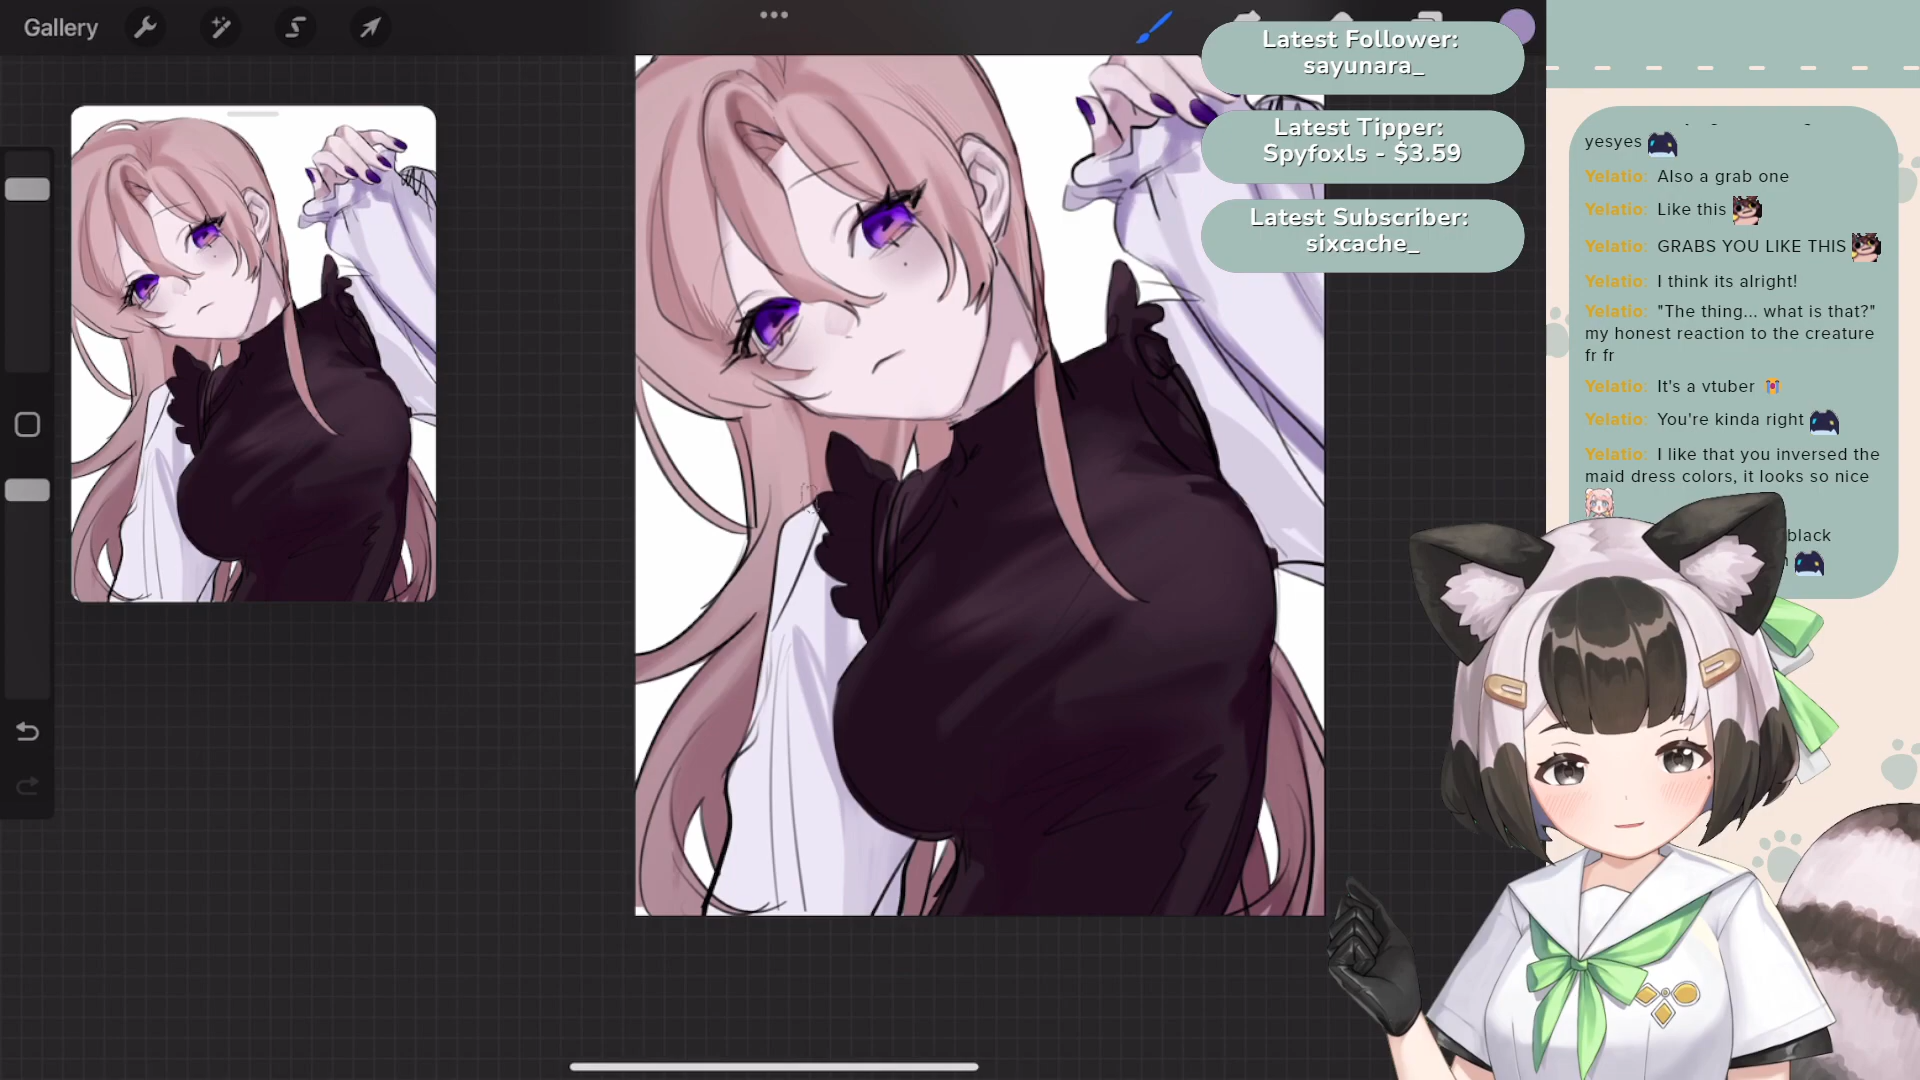 Gallery
Latest Follower:
sayunara_
Latest Tipper:
Spyfoxls - $3.59
Latest Subscriber:
sixcache_
yesyes
Yelatio: Also a grab one
Yelatio: Like this
Yelatio: GRABS YOU LIKE THIS
Yelatio: I think its alright!
Yelatio: "The thing... what is that?"
my honest reaction to the creature
fr fr
Yelatio: It's a vtuber
Yelatio: You're kinda right
Yelatio: I like that you inversed the
maid dress colors, it looks so nice
black